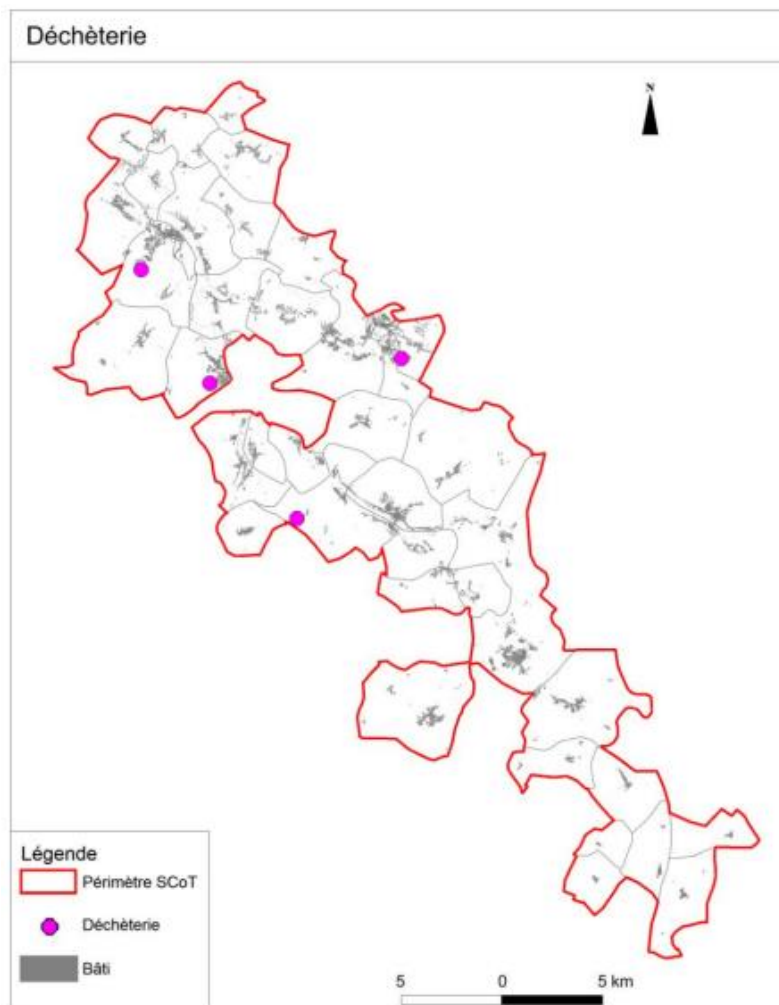 Déchèterie
N
Légende
Périmètre SCoT
Déchèterie
Bâti
5 0 5 km